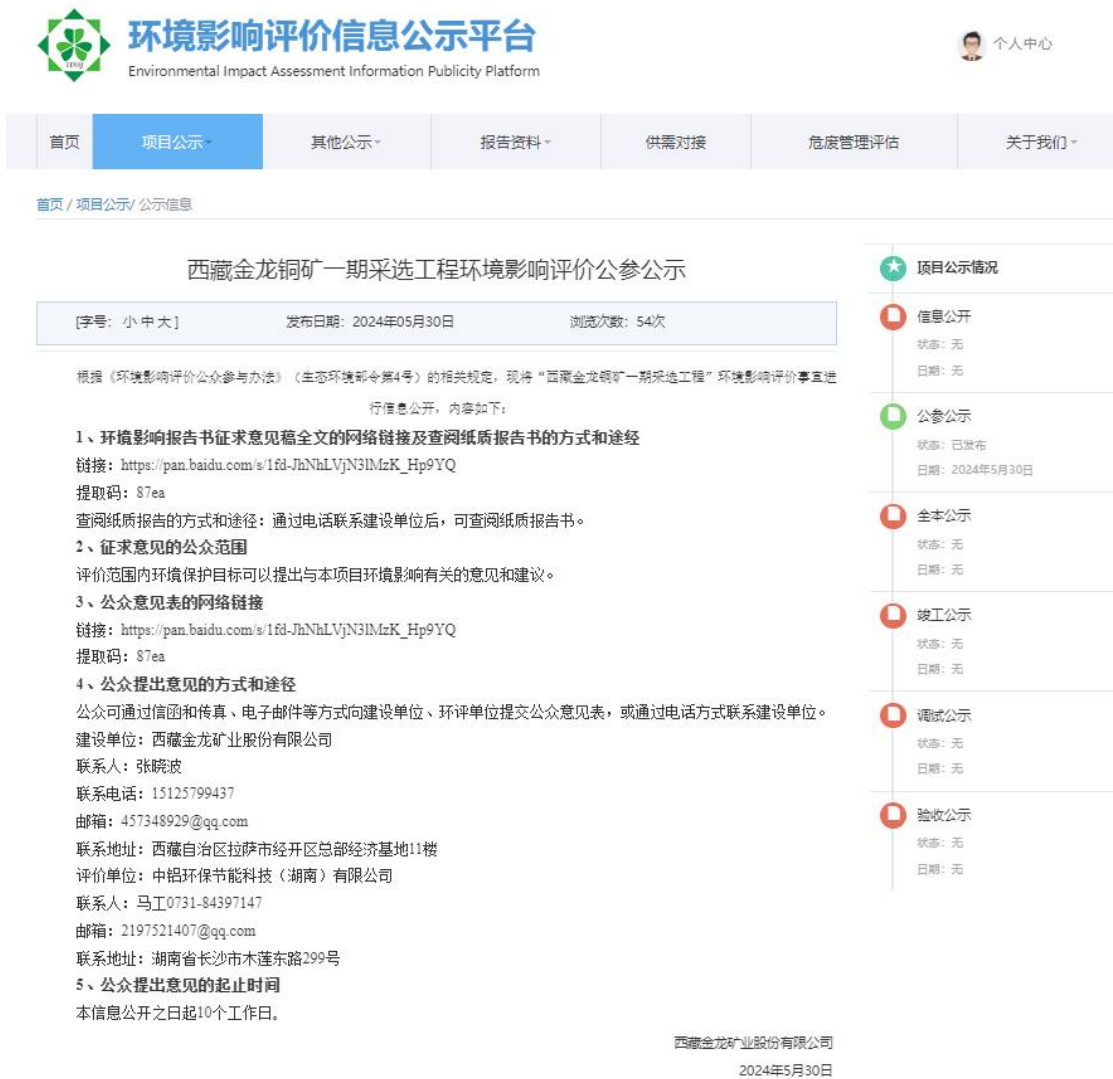 环境影响评价信息公示平台
Environmental Impact Assessment Information Publicity Platform
个人中心
首页 项目公示 其他公示 报告资料 供需对接 危废管理评估 关于我们
首页 / 项目公示/ 公示信息
西藏金龙铜矿一期采选工程环境影响评价公参公示
[字号: 小 中 大] 发布日期: 2024年05月30日 浏览次数: 54次
根据《环境影响评价公众参与办法》（生态环境部令第4号）的相关规定，现将“西藏金龙铜矿一期采选工程”环境影响评价事宜进
行信息公开，内容如下:
1、环境影响报告书征求意见稿全文的网络链接及查阅纸质报告书的方式和途经
链接: https://pan.baidu.com/s/1fd-JhNhLVjN3lMzK_Hp9YQ
提取码: 87ea
查阅纸质报告的方式和途径: 通过电话联系建设单位后，可查阅纸质报告书。
2、征求意见的公众范围
评价范围内环境保护目标可以提出与本项目环境影响有关的意见和建议。
3、公众意见表的网络链接
链接: https://pan.baidu.com/s/1fd-JhNhLVjN3lMzK_Hp9YQ
提取码: 87ea
4、公众提出意见的方式和途径
公众可通过信函和传真、电子邮件等方式向建设单位、环评单位提交公众意见表，或通过电话方式联系建设单位。
建设单位: 西藏金龙矿业股份有限公司
联系人: 张晓波
联系电话: 15125799437
邮箱: 457348929@qq.com
联系地址: 西藏自治区拉萨市经开区总部经济基地11楼
评价单位: 中铝环保节能科技（湖南）有限公司
联系人: 马工0731-84397147
邮箱: 2197521407@qq.com
联系地址: 湖南省长沙市木莲东路299号
5、公众提出意见的起止时间
本信息公开之日起10个工作日。
西藏金龙矿业股份有限公司
2024年5月30日
项目公示情况
信息公开
状态: 无
日期: 无
公参公示
状态: 已发布
日期: 2024年5月30日
全本公示
状态: 无
日期: 无
竣工公示
状态: 无
日期: 无
调试公示
状态: 无
日期: 无
验收公示
状态: 无
日期: 无